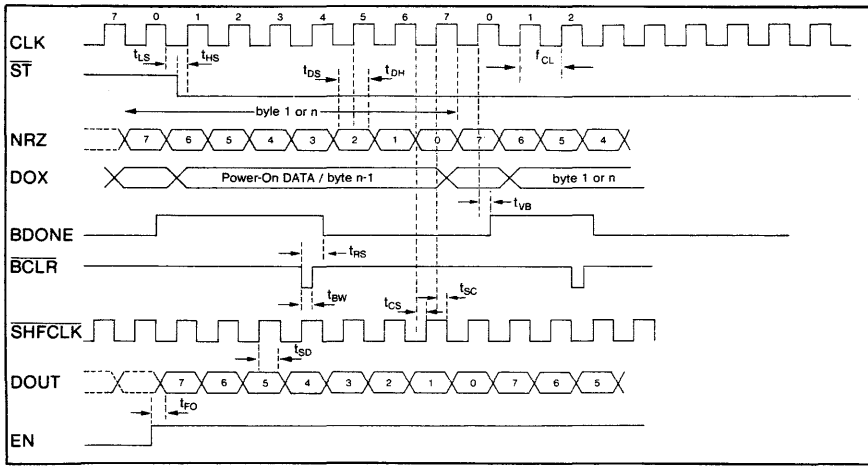 7 0 1 2 3 4 5 6 7 0 1 2
CLK
tLS tHS tDS tDH fCL
ST
byte 1 or n
NRZ 7 6 5 4 3 2 1 0 7 6 5 4
DOX Power-On DATA / byte n-1 byte 1 or n
tVB
BDONE
tRS
BCLR
tBW tCS tSC
SHFCLK
tSD
DOUT 7 6 5 4 3 2 1 0 7 6 5
tFO
EN